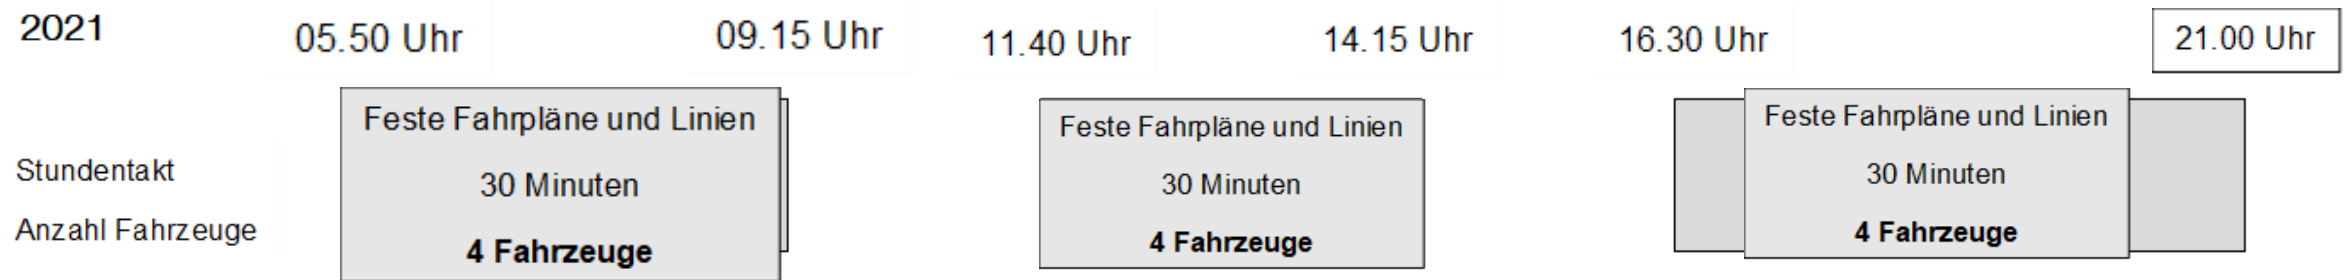 2021
05.50 Uhr
09.15 Uhr
11.40 Uhr
14.15 Uhr
16.30 Uhr
21.00 Uhr
Feste Fahrpläne und Linien
30 Minuten
4 Fahrzeuge
Feste Fahrpläne und Linien
30 Minuten
4 Fahrzeuge
Feste Fahrpläne und Linien
30 Minuten
4 Fahrzeuge
Stundentakt
Anzahl Fahrzeuge